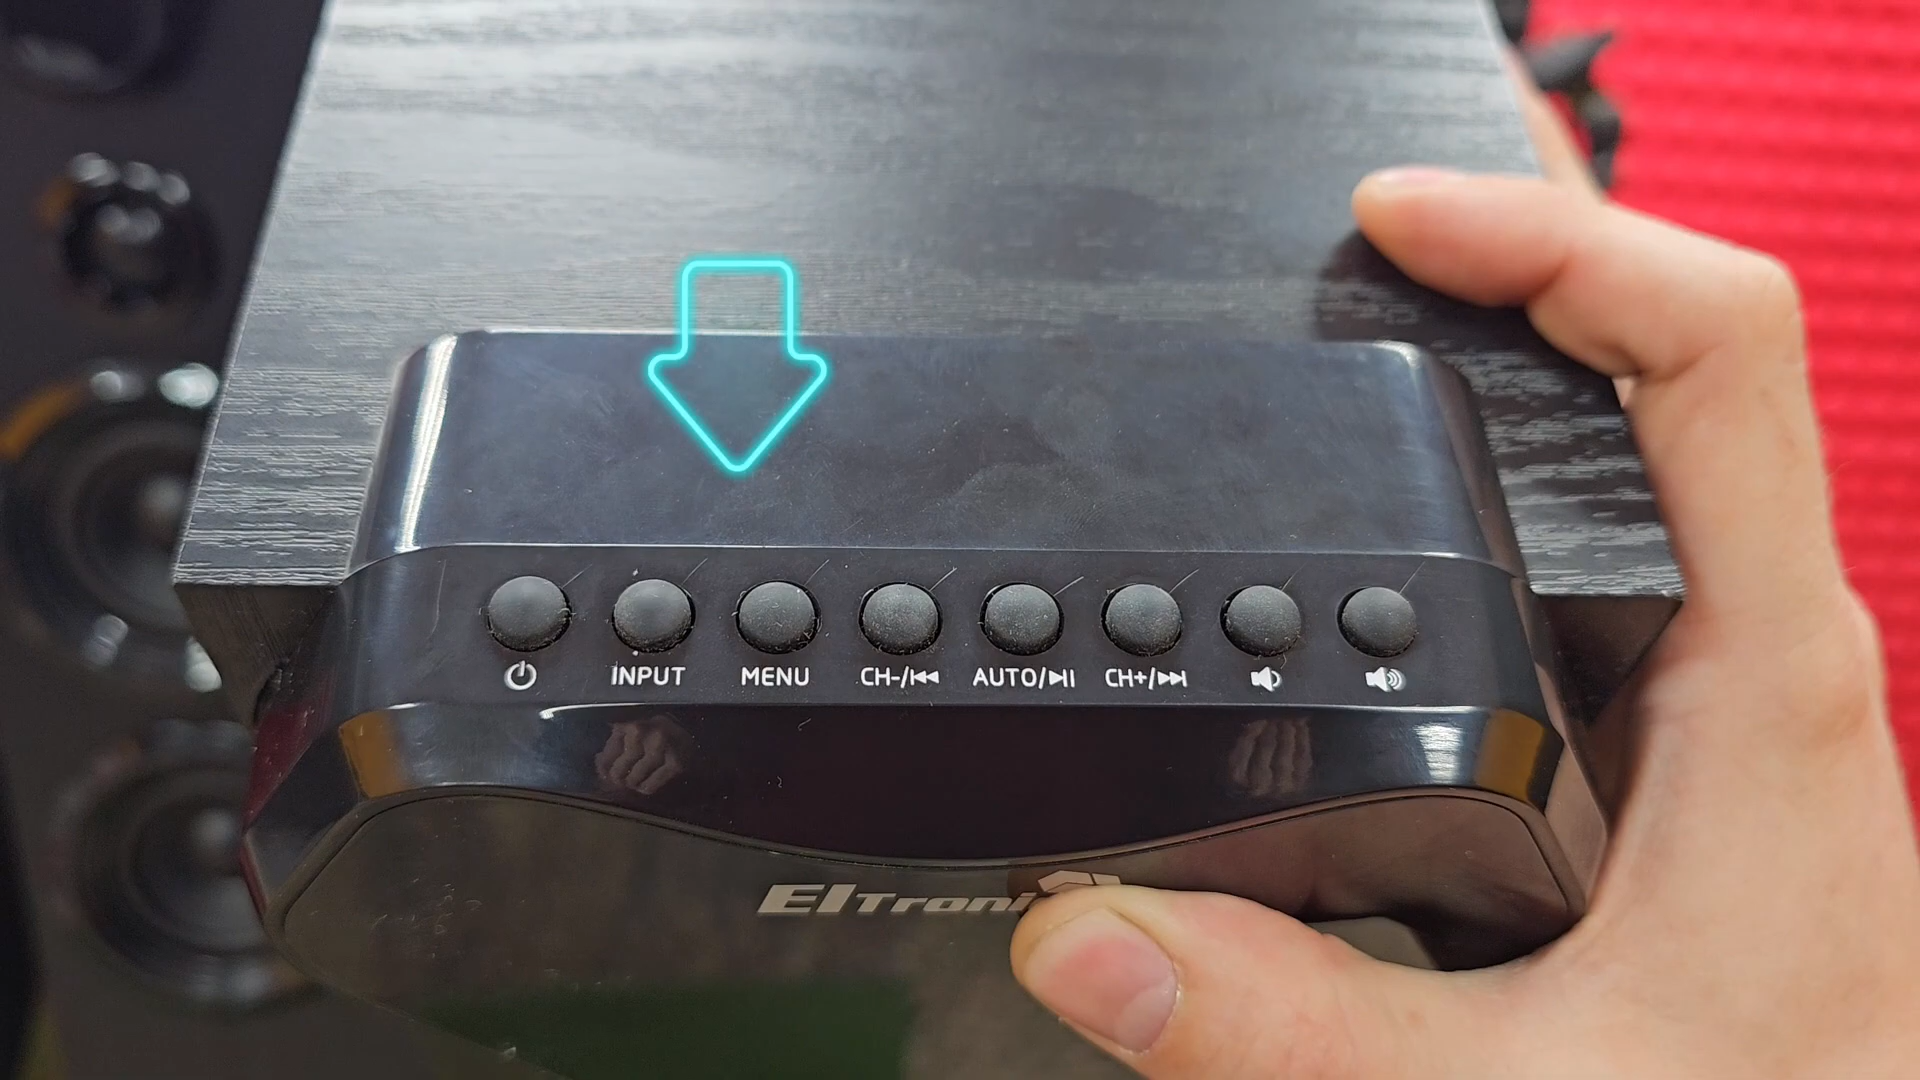 INPUT MENU CH-/⏮ AUTO/⏯ CH+/⏭
ElTroni